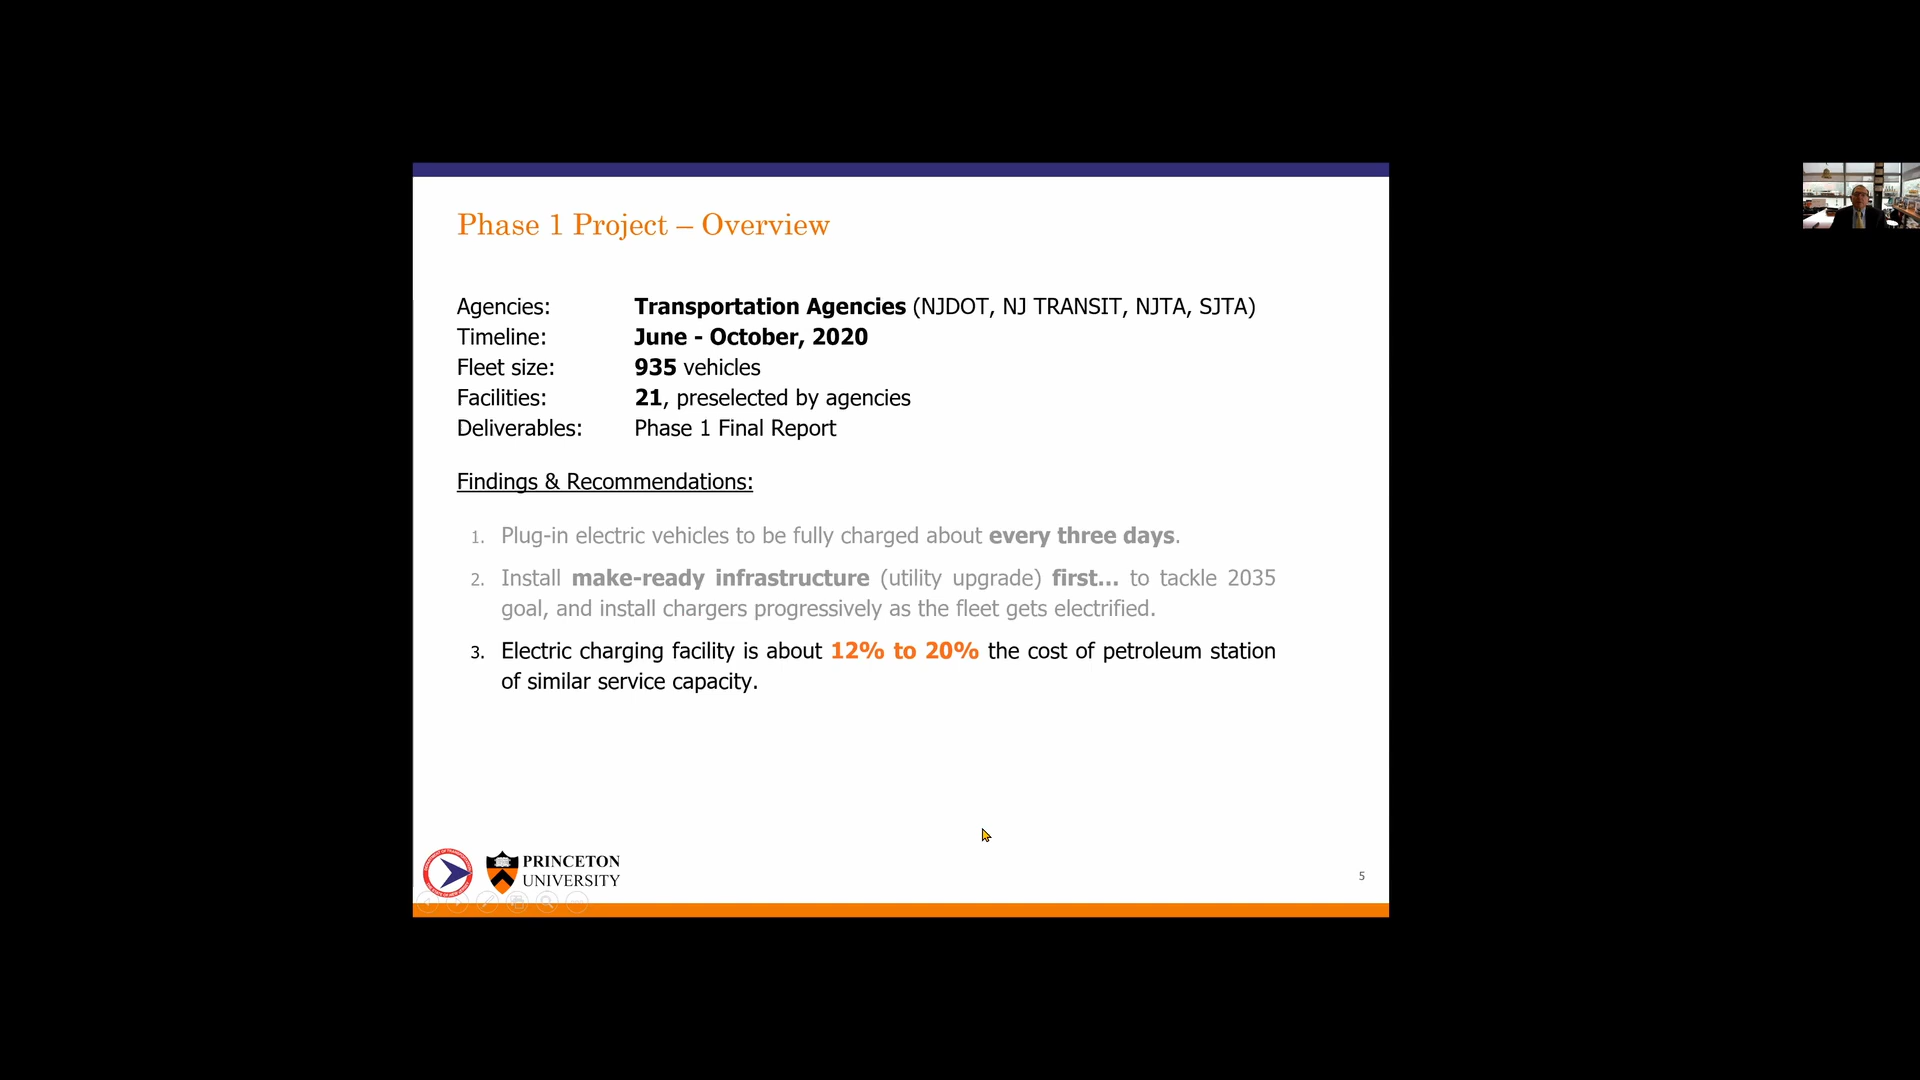 Phase 1 Project – Overview
Agencies: Transportation Agencies (NJDOT, NJ TRANSIT, NJTA, SJTA)
Timeline: June - October, 2020
Fleet size: 935 vehicles
Facilities: 21, preselected by agencies
Deliverables: Phase 1 Final Report
Findings & Recommendations:
1. Plug-in electric vehicles to be fully charged about every three days.
2. Install make-ready infrastructure (utility upgrade) first... to tackle 2035
goal, and install chargers progressively as the fleet gets electrified.
3. Electric charging facility is about 12% to 20% the cost of petroleum station
of similar service capacity.
PRINCETON
UNIVERSITY
5